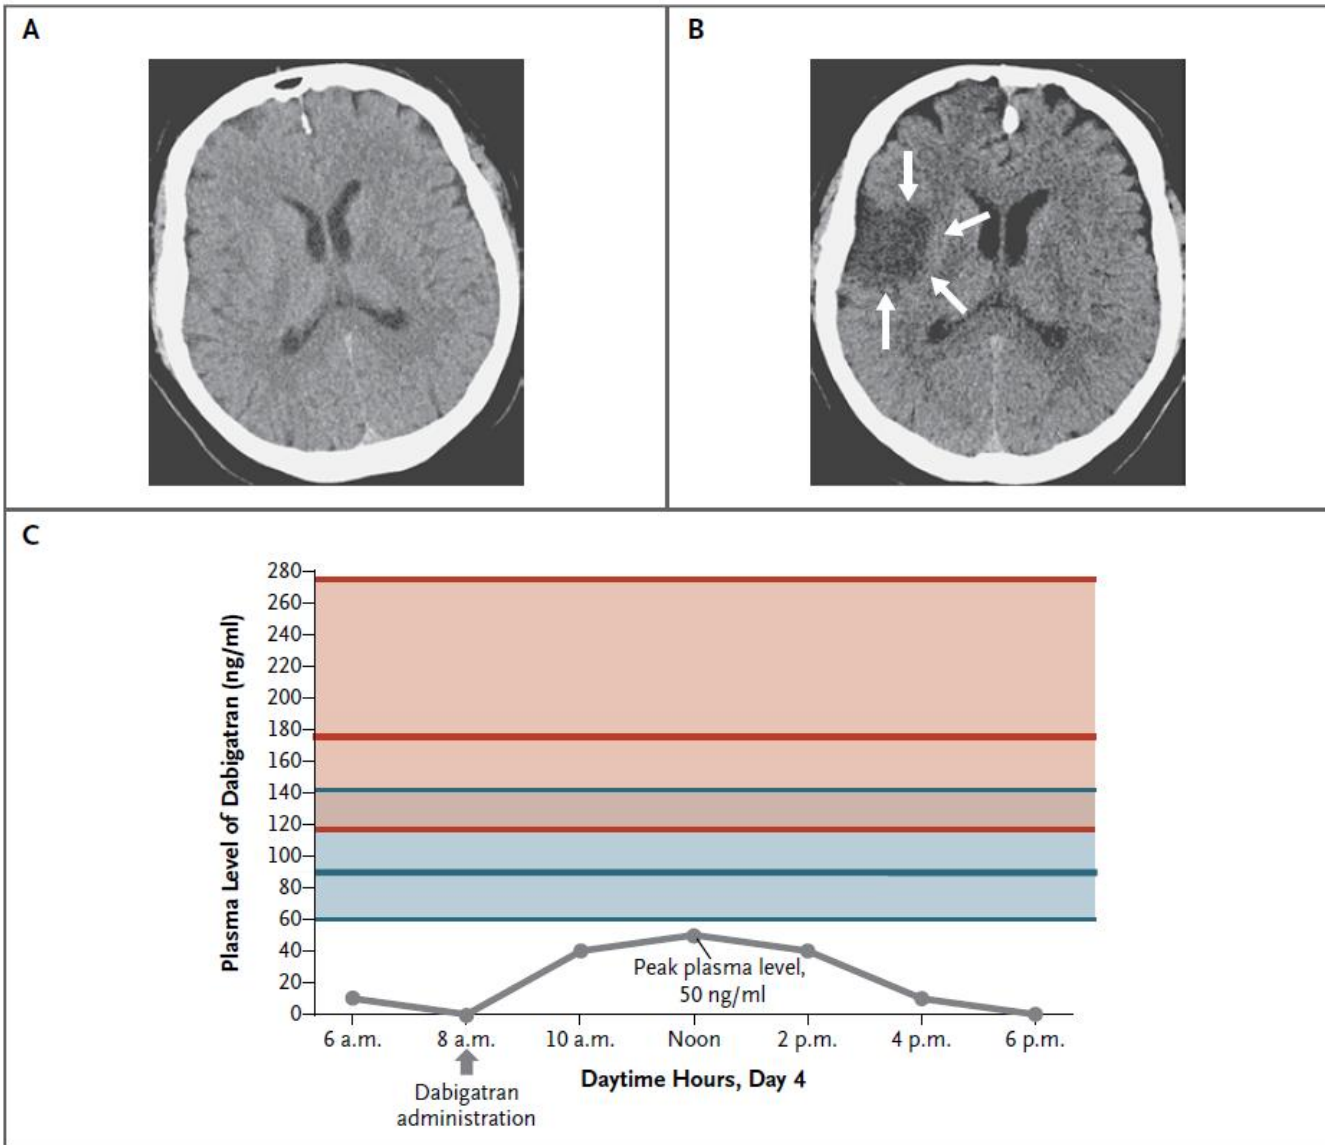 A
B
C
Plasma Level of Dabigatran (ng/ml)
280
260
240
220
200
180
160
140
120
100
80
60
40
20
0
Peak plasma level,
50 ng/ml
6 a.m.
8 a.m.
10 a.m.
Noon
2 p.m.
4 p.m.
6 p.m.
Dabigatran
administration
Daytime Hours, Day 4